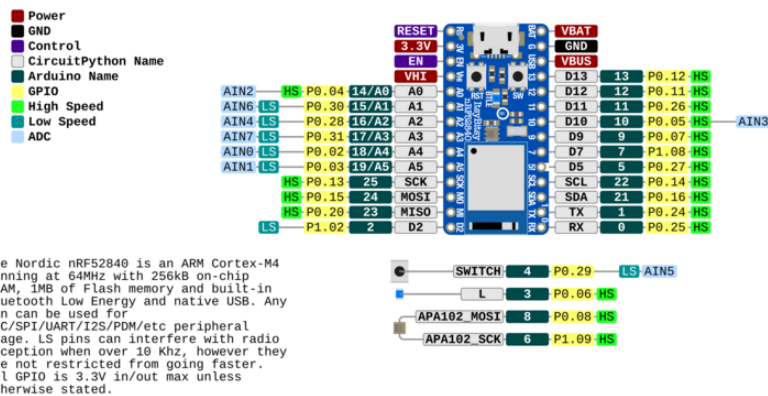 Power
GND
Control
CircuitPython Name
Arduino Name
GPIO
High Speed
Low Speed
ADC
RESET
3.3V
EN
VHI
AIN2 HS P0.04 14/A0 A0
AIN6 LS P0.30 15/A1 A1
AIN4 LS P0.28 16/A2 A2
AIN7 LS P0.31 17/A3 A3
AIN0 LS P0.02 18/A4 A4
AIN1 LS P0.03 19/A5 A5
HS P0.13 25 SCK
HS P0.15 24 MOSI
HS P0.20 23 MISO
LS P1.02 2 D2
VBAT
GND
VBUS
D13 13 P0.12 HS
D12 12 P0.11 HS
D11 11 P0.26 HS
D10 10 P0.05 HS AIN3
D9 9 P0.07 HS
D7 7 P1.08 HS
D5 5 P0.27 HS
SCL 22 P0.14 HS
SDA 21 P0.16 HS
TX 1 P0.24 HS
RX 0 P0.25 HS
e Nordic nRF52840 is an ARM Cortex-M4
nning at 64MHz with 256kB on-chip
AM, 1MB of Flash memory and built-in
uetooth Low Energy and native USB. Any
n can be used for
C/SPI/UART/I2S/PDM/etc peripheral
age. LS pins can interfere with radio
ception when over 10 Khz, however they
e not restricted from going faster.
l GPIO is 3.3V in/out max unless
herwise stated.
SWITCH 4 P0.29 LS AIN5
L 3 P0.06 HS
APA102_MOSI 8 P0.08 HS
APA102_SCK 6 P1.09 HS